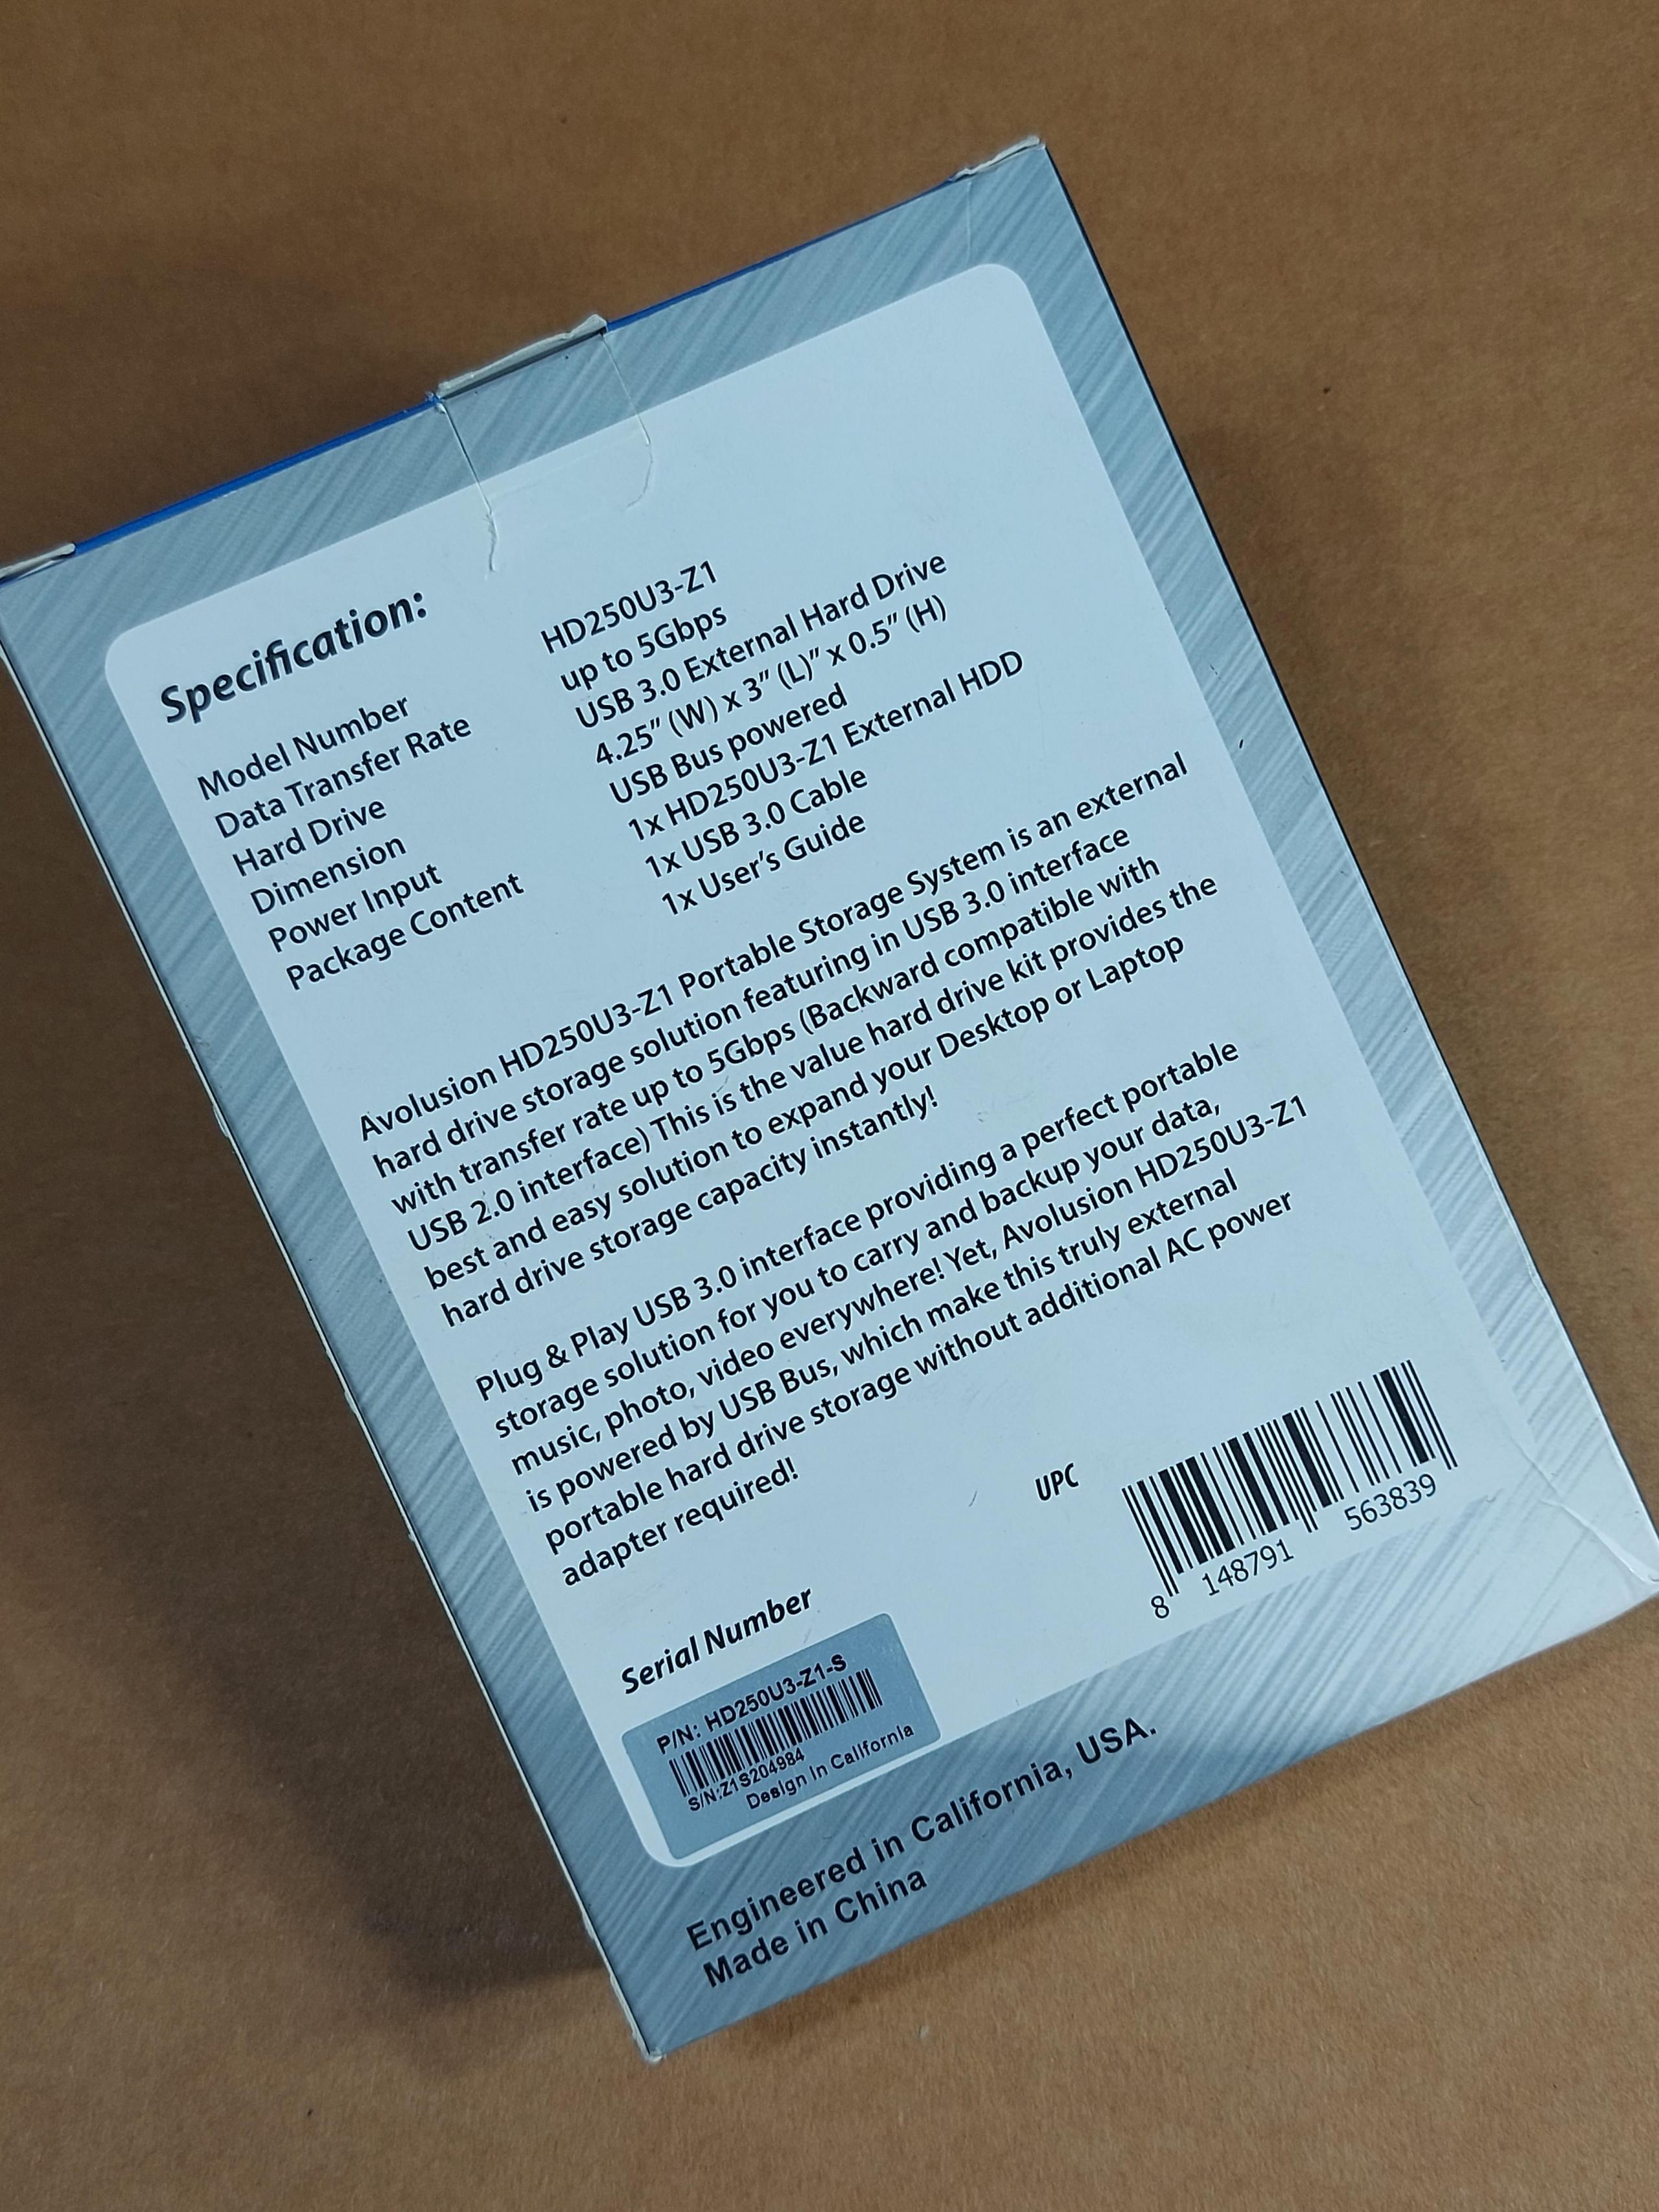 Specification:
Model Number HD250U3-Z1
Data Transfer Rate up to 5Gbps
Hard Drive USB 3.0 External Hard Drive
Dimension 4.25” (W) x 3” (L)” x 0.5” (H)
Power Input USB Bus powered
Package Content 1x HD250U3-Z1 External HDD
1x USB 3.0 Cable
1x User’s Guide
Avolusion HD250U3-Z1 Portable Storage System is an external
hard drive storage solution featuring in USB 3.0 interface
with transfer rate up to 5Gbps (Backward compatible with
USB 2.0 interface) This is the value hard drive kit provides the
best and easy solution to expand your Desktop or Laptop
hard drive storage capacity instantly!
Plug & Play USB 3.0 interface providing a perfect portable
storage solution for you to carry and backup your data,
music, photo, video everywhere! Yet, Avolusion HD250U3-Z1
is powered by USB Bus, which make this truly external
portable hard drive storage without additional AC power
adapter required!
UPC
8 148791 563839
Serial Number
P/N: HD250U3-Z1-S
S/N:Z1S204984
Design In California
Engineered in California, USA.
Made in China